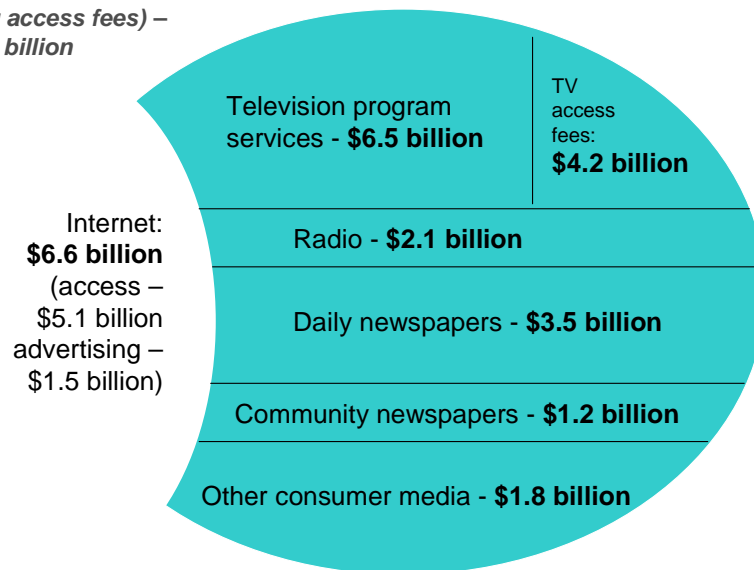 access fees) –
billion
Television program
services - $6.5 billion
TV
access
fees:
$4.2 billion
Internet:
$6.6 billion
(access –
$5.1 billion
advertising –
$1.5 billion)
Radio - $2.1 billion
Daily newspapers - $3.5 billion
Community newspapers - $1.2 billion
Other consumer media - $1.8 billion